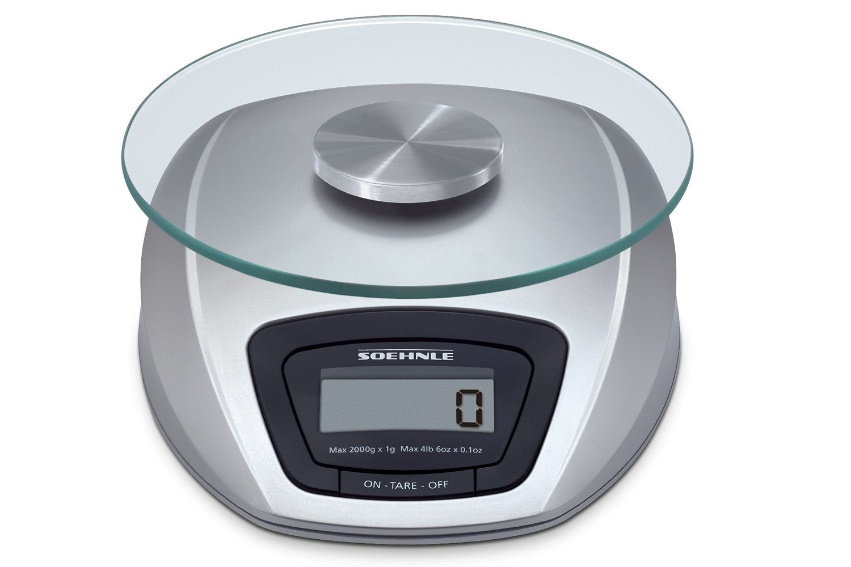 SOEHNLE
0
Max 2000g x 1g Max 4lb 6oz x 0.1oz
ON - TARE - OFF